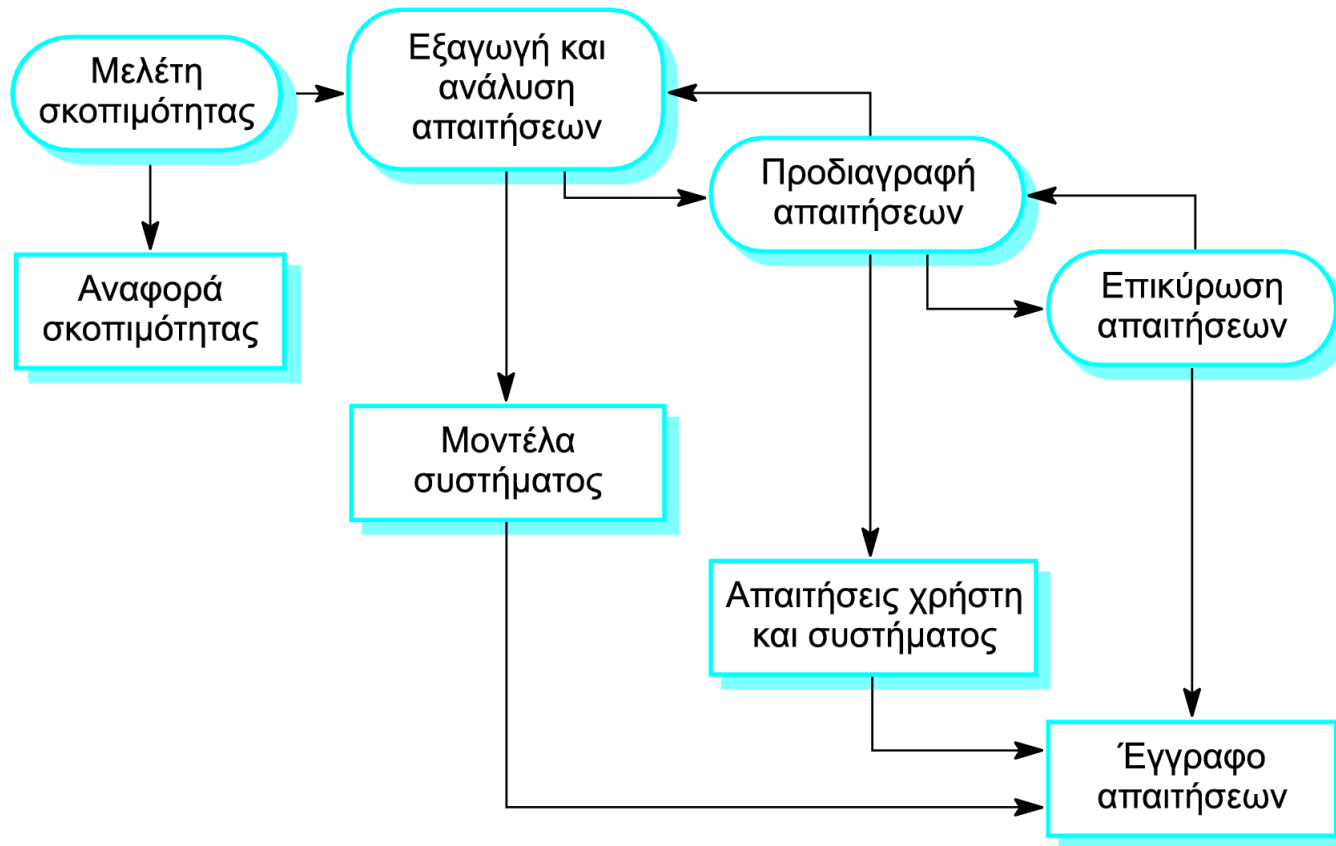 Μελέτη
σκοπιμότητας
Εξαγωγή και
ανάλυση
απαιτήσεων
Προδιαγραφή
απαιτήσεων
Επικύρωση
απαιτήσεων
Αναφορά
σκοπιμότητας
Μοντέλα
συστήματος
Απαιτήσεις χρήστη
και συστήματος
Έγγραφο
απαιτήσεων